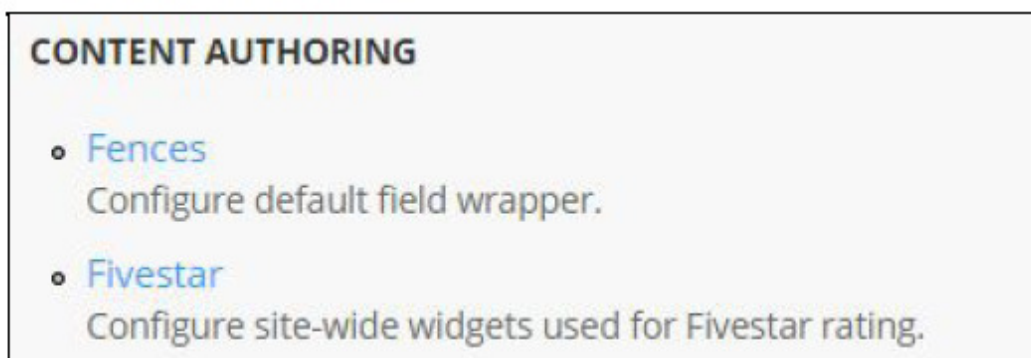 CONTENT AUTHORING
Fences
Configure default field wrapper.
Fivestar
Configure site-wide widgets used for Fivestar rating.